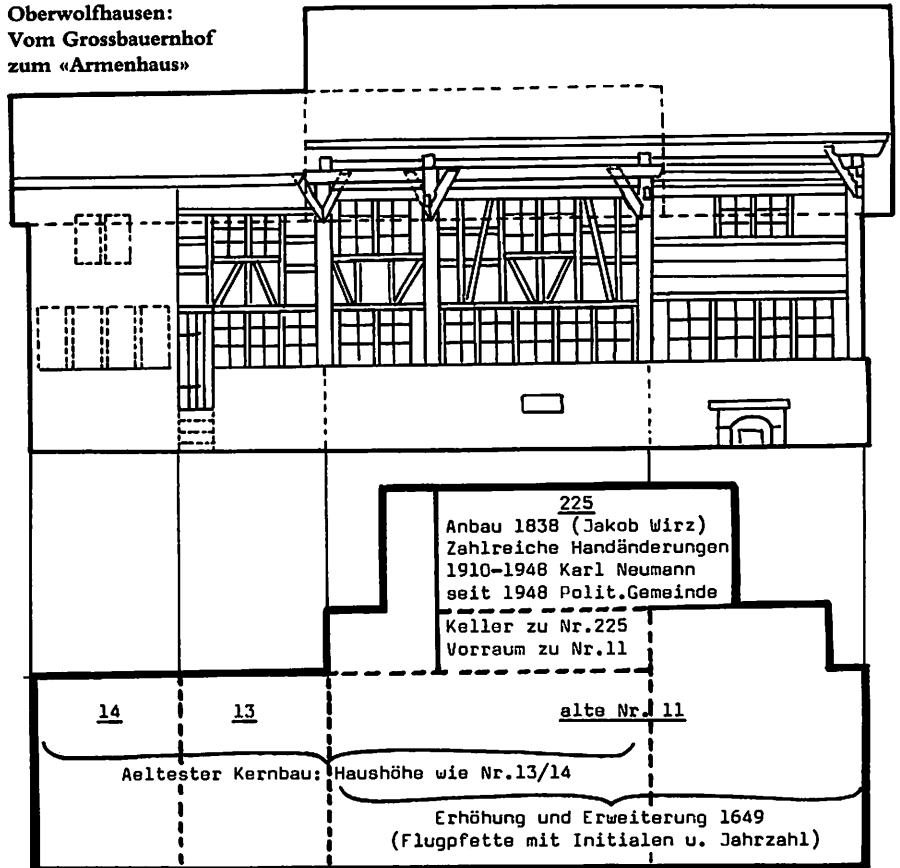 Oberwolfhausen:
Vom Grossbauernhof
zum «Armenhaus»
225
Anbau 1838 (Jakob Wirz)
Zahlreiche Handänderungen
1910-1948 Karl Neumann
seit 1948 Polit.Gemeinde
Keller zu Nr.225
Vorraum zu Nr.11
14 13 alte Nr. 11
Aeltester Kernbau: Haushöhe wie Nr.13/14
Erhöhung und Erweiterung 1649
(Flugpfette mit Initialen u. Jahrzahl)